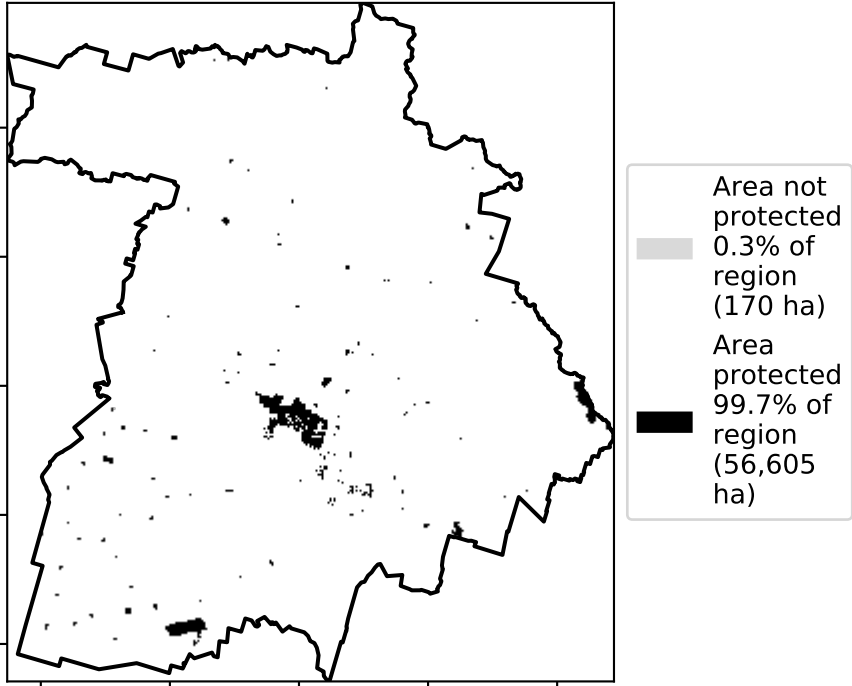 Area not
protected
0.3% of
region
(170 ha)
Area
protected
99.7% of
region
(56,605
ha)